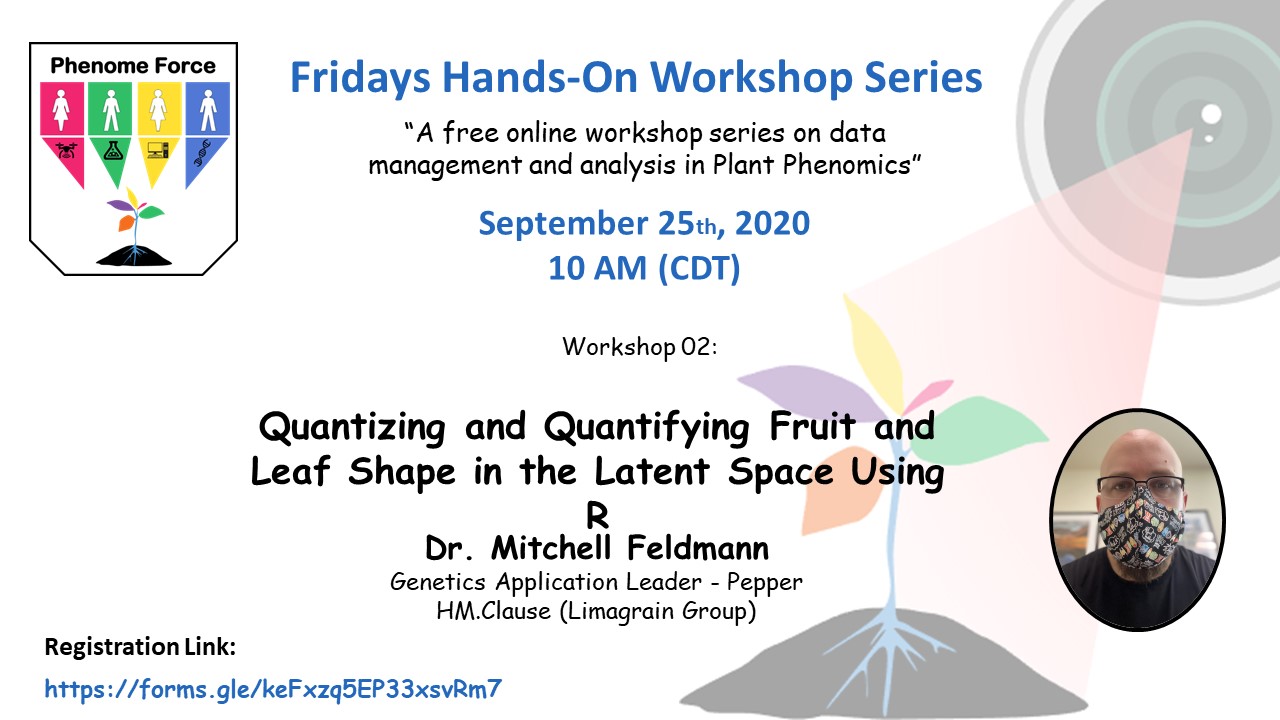 Phenome Force
Fridays Hands-On Workshop Series
“A free online workshop series on data
management and analysis in Plant Phenomics”
September 25th, 2020
10 AM (CDT)
Workshop 02:
Quantizing and Quantifying Fruit and
Leaf Shape in the Latent Space Using
R
Dr. Mitchell Feldmann
Genetics Application Leader - Pepper
HM.Clause (Limagrain Group)
Registration Link:
https://forms.gle/keFxzq5EP33xsvRm7